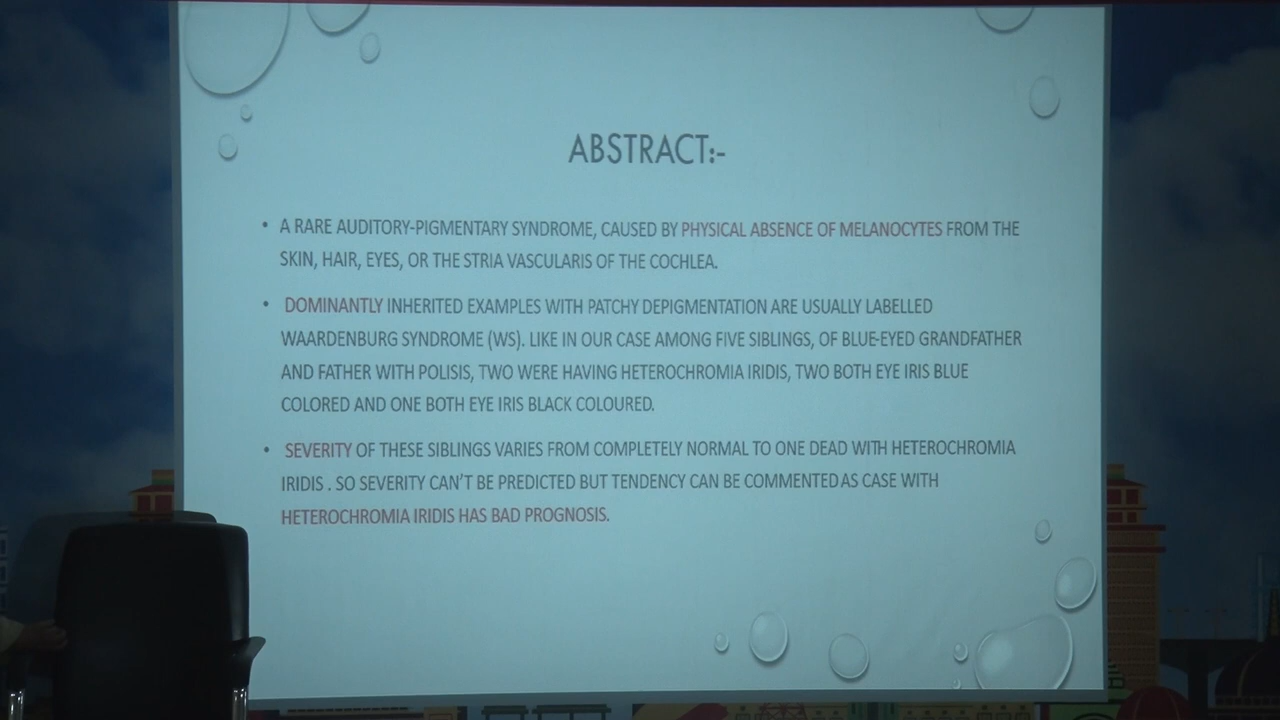 ABSTRACT:-
• A RARE AUDITORY-PIGMENTARY SYNDROME, CAUSED BY PHYSICAL ABSENCE OF MELANOCYTES FROM THE
SKIN, HAIR, EYES, OR THE STRIA VASCULARIS OF THE COCHLEA.
• DOMINANTLY INHERITED EXAMPLES WITH PATCHY DEPIGMENTATION ARE USUALLY LABELLED
WAARDENBURG SYNDROME (WS). LIKE IN OUR CASE AMONG FIVE SIBLINGS, OF BLUE-EYED GRANDFATHER
AND FATHER WITH POLISIS, TWO WERE HAVING HETEROCHROMIA IRIDIS, TWO BOTH EYE IRIS BLUE
COLORED AND ONE BOTH EYE IRIS BLACK COLOURED.
• SEVERITY OF THESE SIBLINGS VARIES FROM COMPLETELY NORMAL TO ONE DEAD WITH HETEROCHROMIA
IRIDIS . SO SEVERITY CAN'T BE PREDICTED BUT TENDENCY CAN BE COMMENTED AS CASE WITH
HETEROCHROMIA IRIDIS HAS BAD PROGNOSIS.